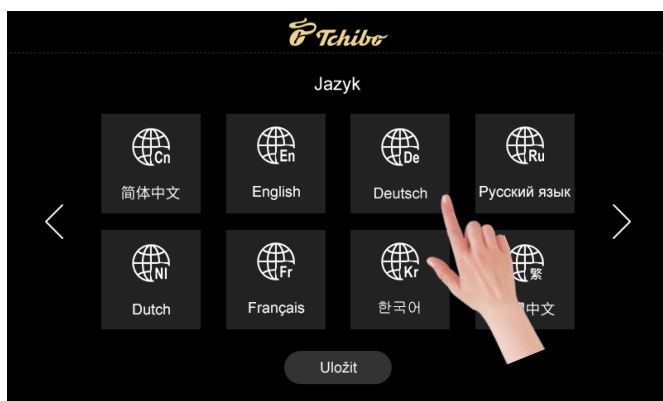 Tchibo
Jazyk
Cn
En
De
Ru
简体中文
English
Deutsch
Русский язык
Nl
Fr
Kr
繁
Dutch
Français
한국어
中文
Uložit